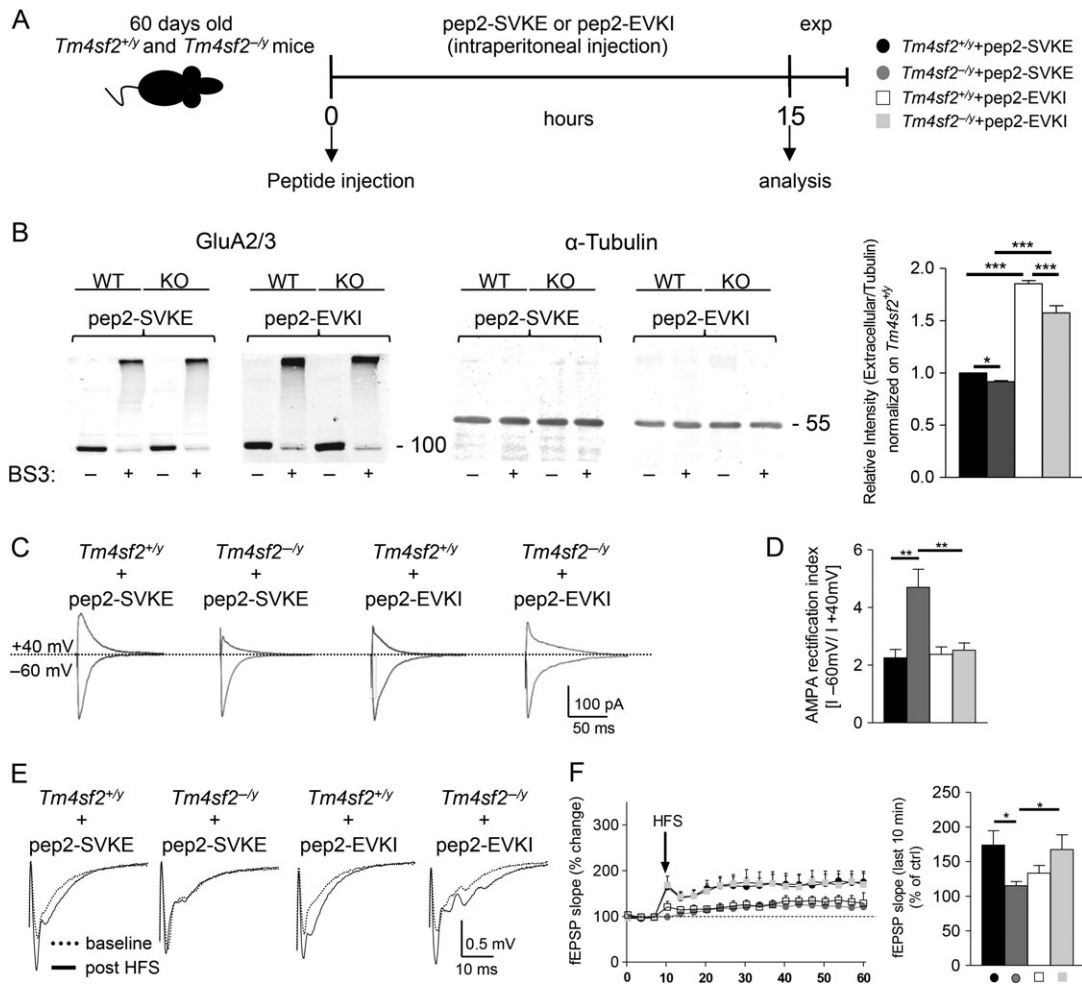 A
60 days old
Tm4sf2+/y and Tm4sf2−/y mice
pep2-SVKE or pep2-EVKI
(intraperitoneal injection)
exp
0
hours
15
Peptide injection
analysis
Tm4sf2+/y+pep2-SVKE
Tm4sf2−/y+pep2-SVKE
Tm4sf2+/y+pep2-EVKI
Tm4sf2−/y+pep2-EVKI
B
GluA2/3
WT KO WT KO
pep2-SVKE pep2-EVKI
- 100
BS3: – + – + – + – +
α-Tubulin
WT KO WT KO
pep2-SVKE pep2-EVKI
- 55
– + – + – + – +
Relative Intensity (Extracellular/Tubulin)
normalized on Tm4sf2+/y
2.0
1.5
1.0
0.5
0.0
***
***
***
*
C
Tm4sf2+/y
+
pep2-SVKE
Tm4sf2−/y
+
pep2-SVKE
Tm4sf2+/y
+
pep2-EVKI
Tm4sf2−/y
+
pep2-EVKI
+40 mV
−60 mV
100 pA
50 ms
D
AMPA rectification index
[I −60mV/ I +40mV]
6
4
2
0
**
**
E
Tm4sf2+/y
+
pep2-SVKE
Tm4sf2−/y
+
pep2-SVKE
Tm4sf2+/y
+
pep2-EVKI
Tm4sf2−/y
+
pep2-EVKI
baseline
post HFS
0.5 mV
10 ms
F
fEPSP slope (% change)
300
200
100
HFS
0 10 20 30 40 50 60
fEPSP slope (last 10 min)
(% of ctrl)
250
200
150
100
50
0
*
*